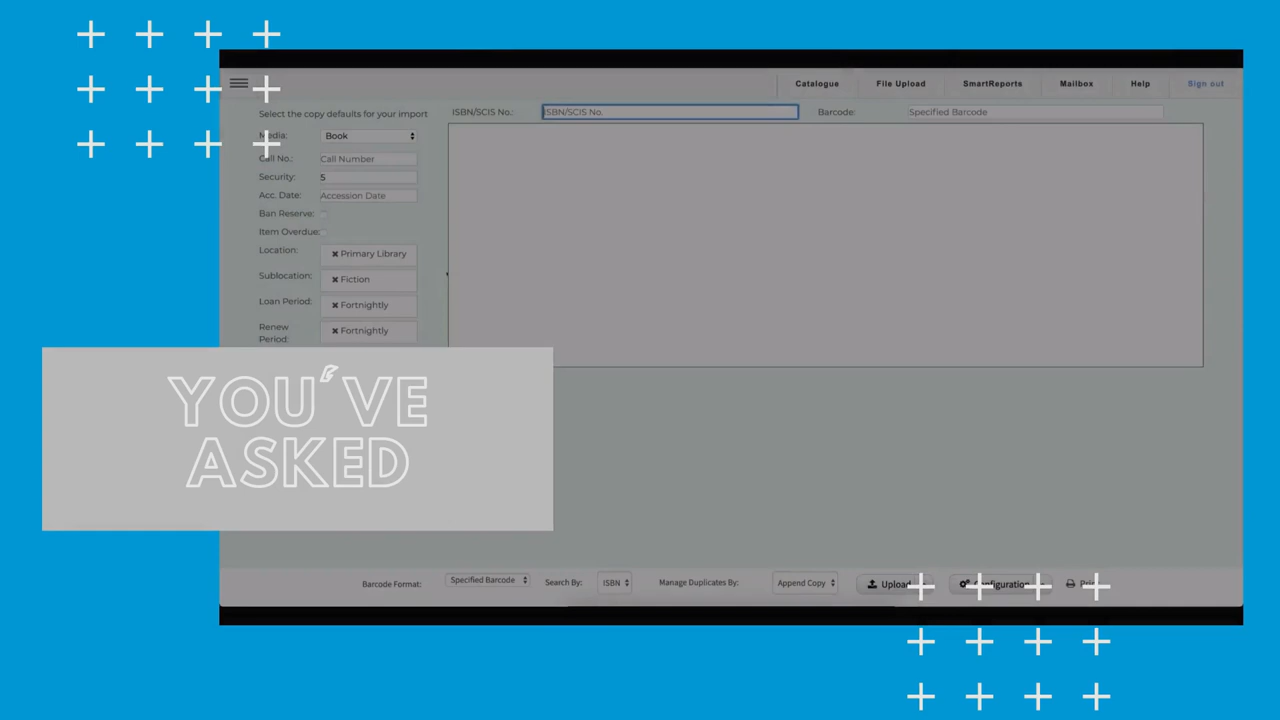 Catalogue File Upload SmartReports Mailbox Help Sign out
Select the copy defaults for your import
ISBN/SCIS No.: ISBN/SCIS No. Barcode: Specified Barcode
Media: Book
Call No.: Call Number
Security: 5
Acc. Date: Accession Date
Ban Reserve:
Item Overdue:
Location: × Primary Library
Sublocation: × Fiction
Loan Period: × Fortnightly
Renew
Period: × Fortnightly
YOU'VE
ASKED
Barcode Format: Specified Barcode Search By: ISBN Manage Duplicates By: Append Copy Upload Configuration